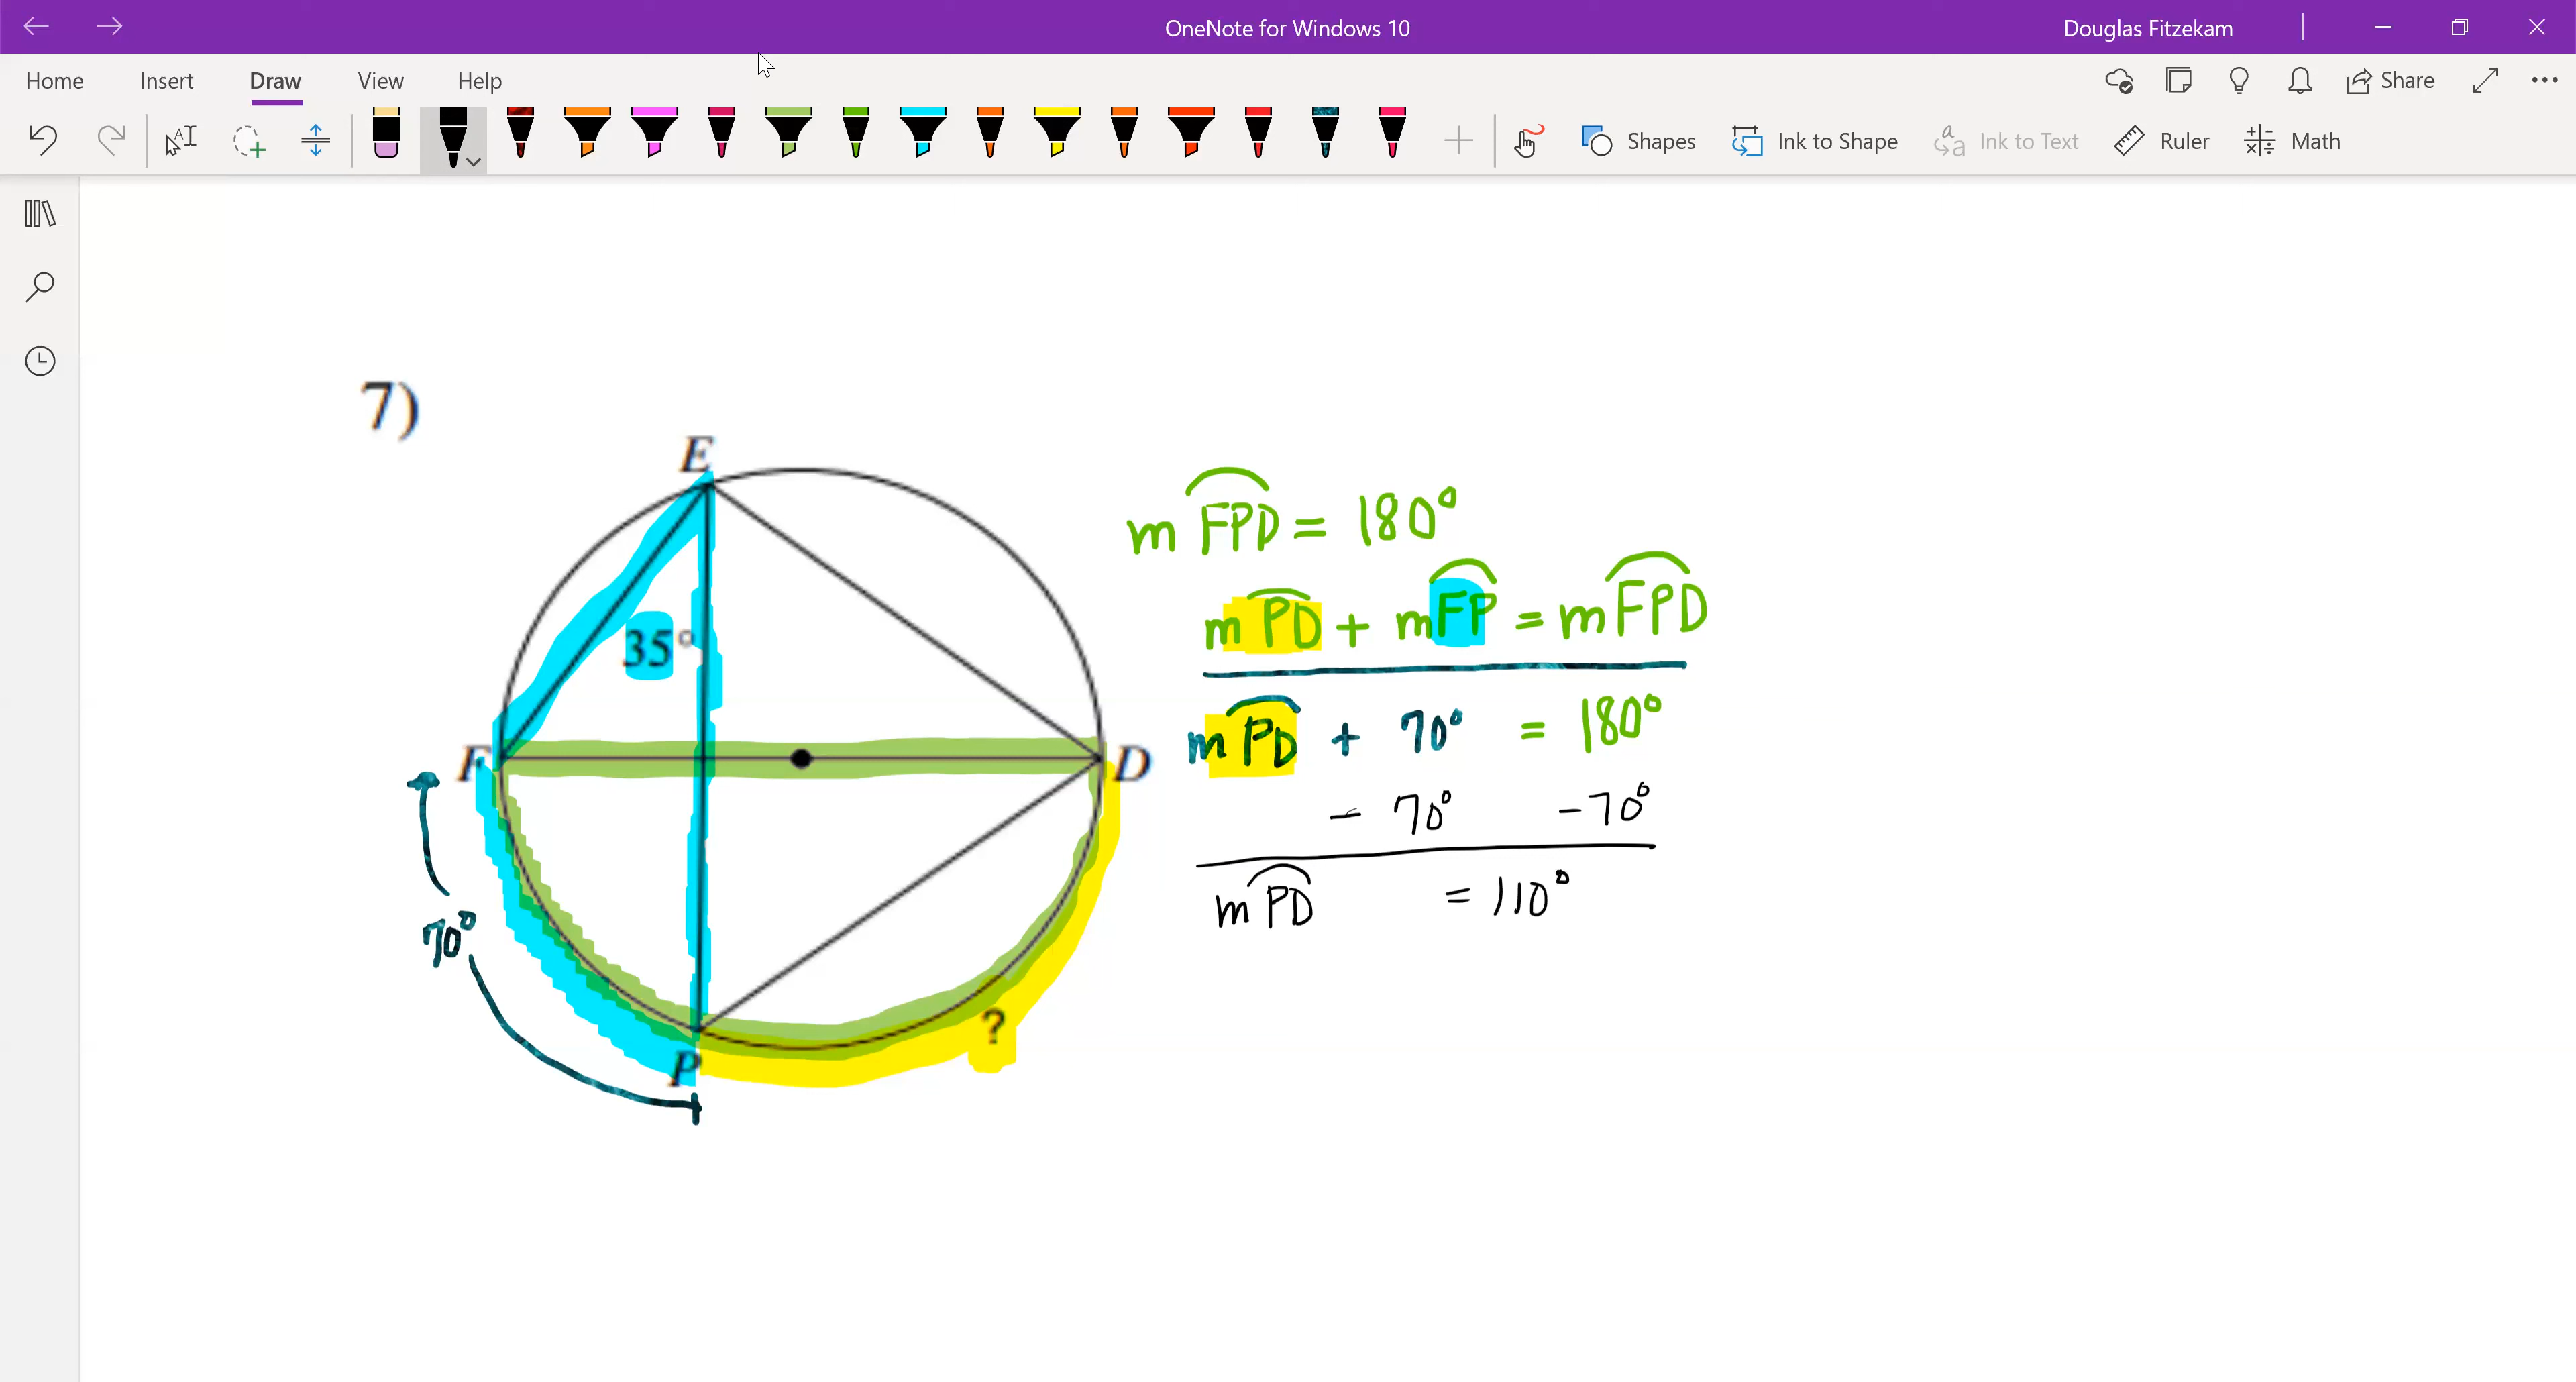 OneNote for Windows 10
Douglas Fitzekam
Home Insert Draw View Help
Share
Shapes Ink to Shape Ink to Text Ruler Math
7)
E
35°
F
D
P
?
70°
m FPD = 180°
m PD + m FP = m FPD
m PD + 70° = 180°
- 70° -70°
m PD = 110°